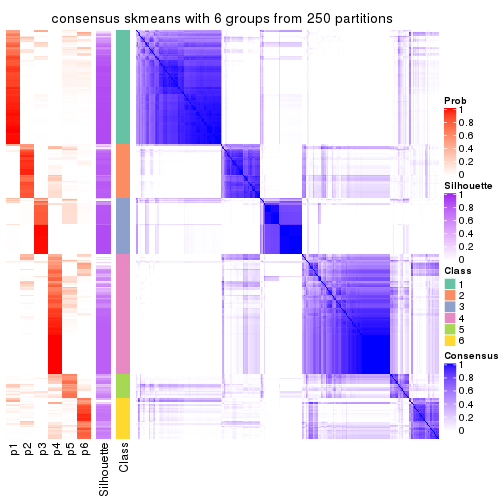 consensus skmeans with 6 groups from 250 partitions
Prob
1
0.8
0.6
0.4
0.2
0
Silhouette
1
0.8
0.6
0.4
0.2
0
Class
1
2
3
4
5
6
Consensus
1
0.8
0.6
0.4
0.2
0
p1
p2
p3
p4
p5
p6
Silhouette
Class